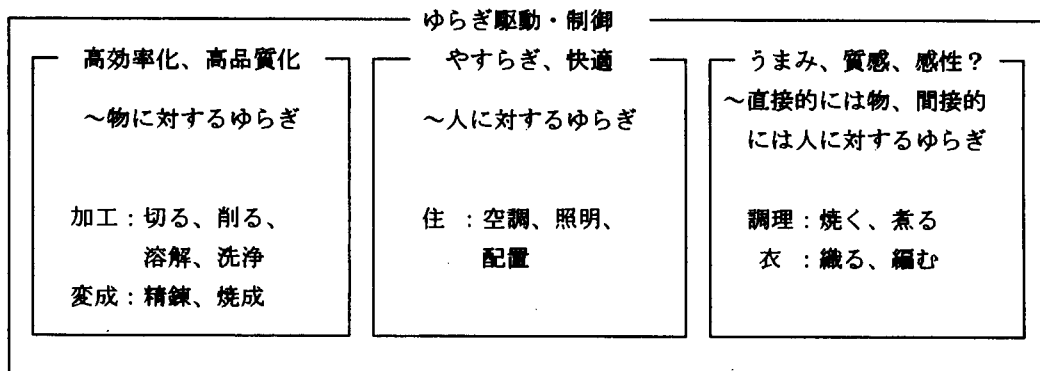 ゆらぎ駆動・制御
高効率化、高品質化
~物に対するゆらぎ
加工:切る、削る、
溶解、洗浄
変成:精錬、焼成
やすらぎ、快適
~人に対するゆらぎ
住 :空調、照明、
配置
うまみ、質感、感性?
~直接的には物、間接的
には人に対するゆらぎ
調理:焼く、煮る
衣 :織る、編む